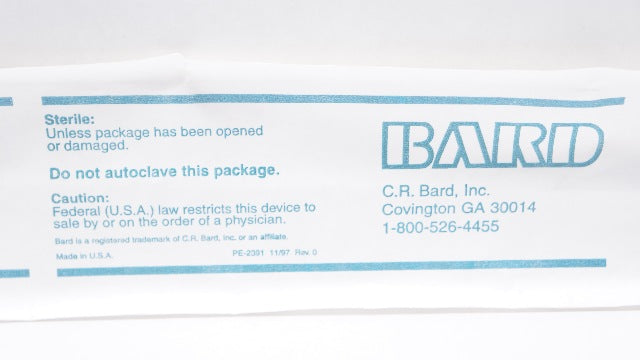 Sterile:
Unless package has been opened
or damaged.
Do not autoclave this package.
Caution:
Federal (U.S.A.) law restricts this device to
sale by or on the order of a physician.
Bard is a registered trademark of C.R. Bard, Inc. or an affiliate.
Made in U.S.A. PE-2391 11/97 Rev. 0
BARD
C.R. Bard, Inc.
Covington GA 30014
1-800-526-4455